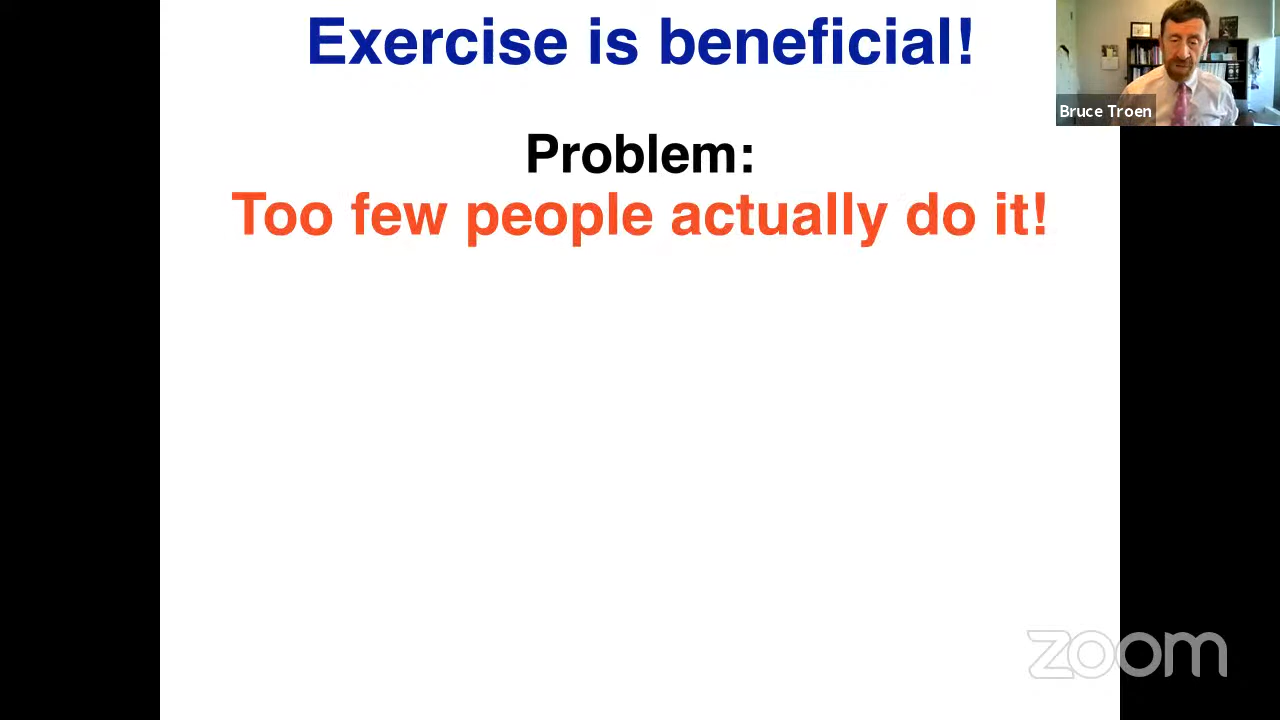 Exercise is beneficial!
Bruce Troen
Problem:
Too few people actually do it!
zoom